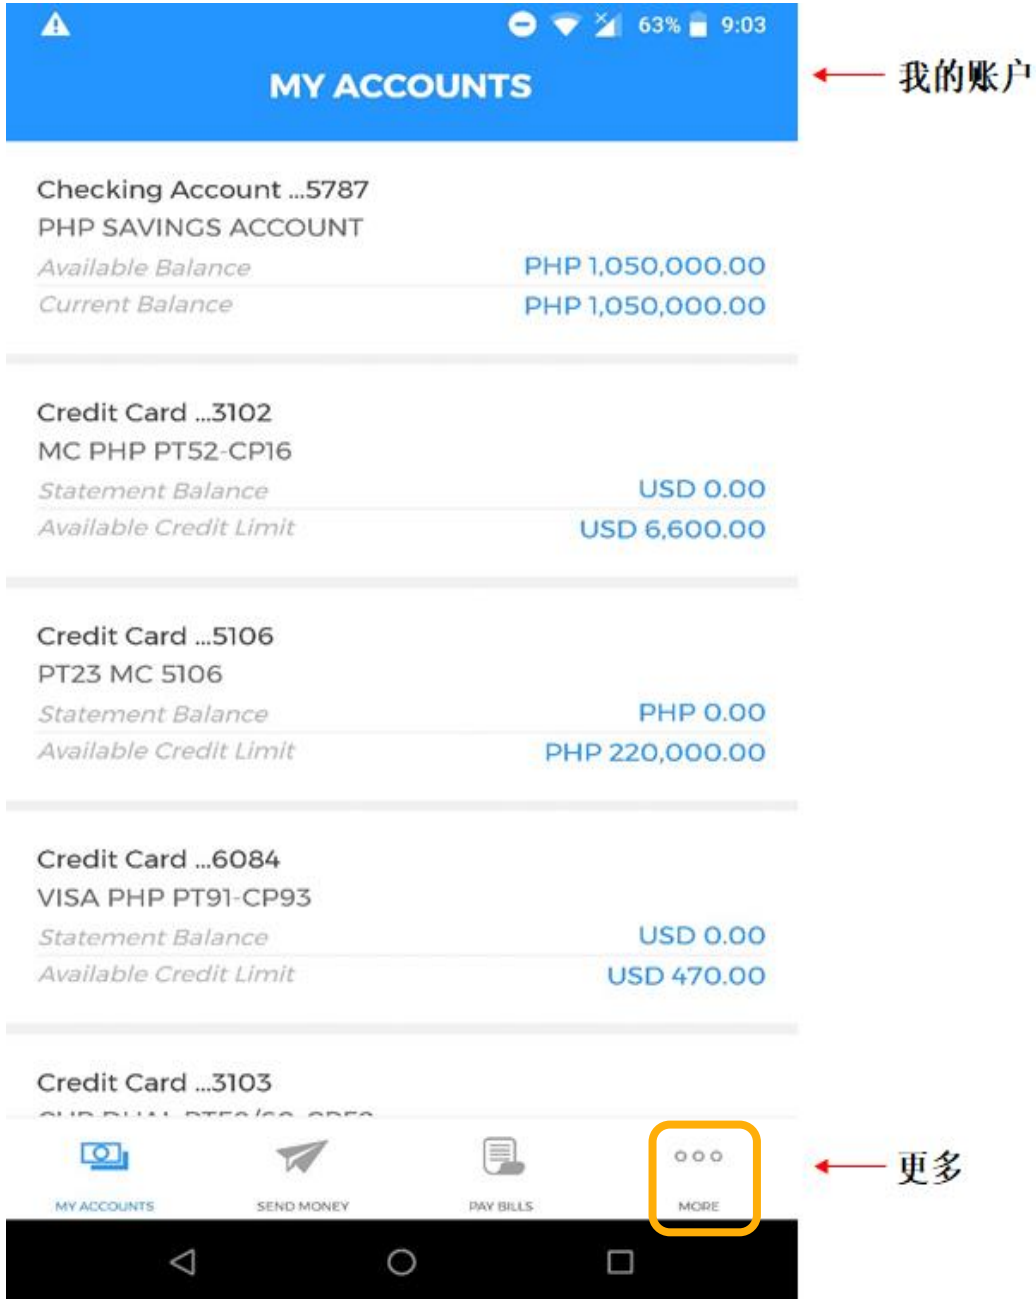 63% 9:03
MY ACCOUNTS
我的账户
Checking Account ...5787
PHP SAVINGS ACCOUNT
Available Balance PHP 1,050,000.00
Current Balance PHP 1,050,000.00
Credit Card ...3102
MC PHP PT52-CP16
Statement Balance USD 0.00
Available Credit Limit USD 6,600.00
Credit Card ...5106
PT23 MC 5106
Statement Balance PHP 0.00
Available Credit Limit PHP 220,000.00
Credit Card ...6084
VISA PHP PT91-CP93
Statement Balance USD 0.00
Available Credit Limit USD 470.00
Credit Card ...3103
MY ACCOUNTS SEND MONEY PAY BILLS MORE
更多